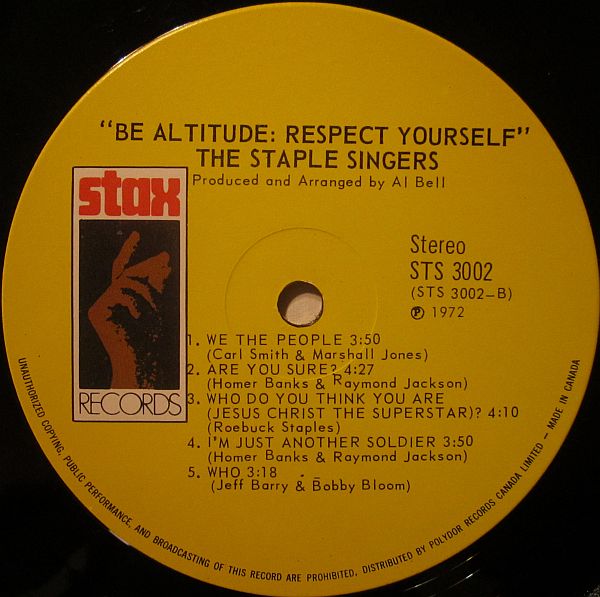 "BE ALTITUDE: RESPECT YOURSELF"
THE STAPLE SINGERS
Produced and Arranged by Al Bell
stax
RECORDS
Stereo
STS 3002
(STS 3002-B)
℗ 1972
1. WE THE PEOPLE 3:50
(Carl Smith & Marshall Jones)
2. ARE YOU SURE? 4:27
(Homer Banks & Raymond Jackson)
3. WHO DO YOU THINK YOU ARE
(JESUS CHRIST THE SUPERSTAR)? 4:10
(Roebuck Staples)
4. I'M JUST ANOTHER SOLDIER 3:50
(Homer Banks & Raymond Jackson)
5. WHO 3:18
(Jeff Barry & Bobby Bloom)
UNAUTHORIZED COPYING, PUBLIC PERFORMANCE, AND BROADCASTING OF THIS RECORD ARE PROHIBITED, DISTRIBUTED BY POLYDOR RECORDS CANADA LIMITED – MADE IN CANADA